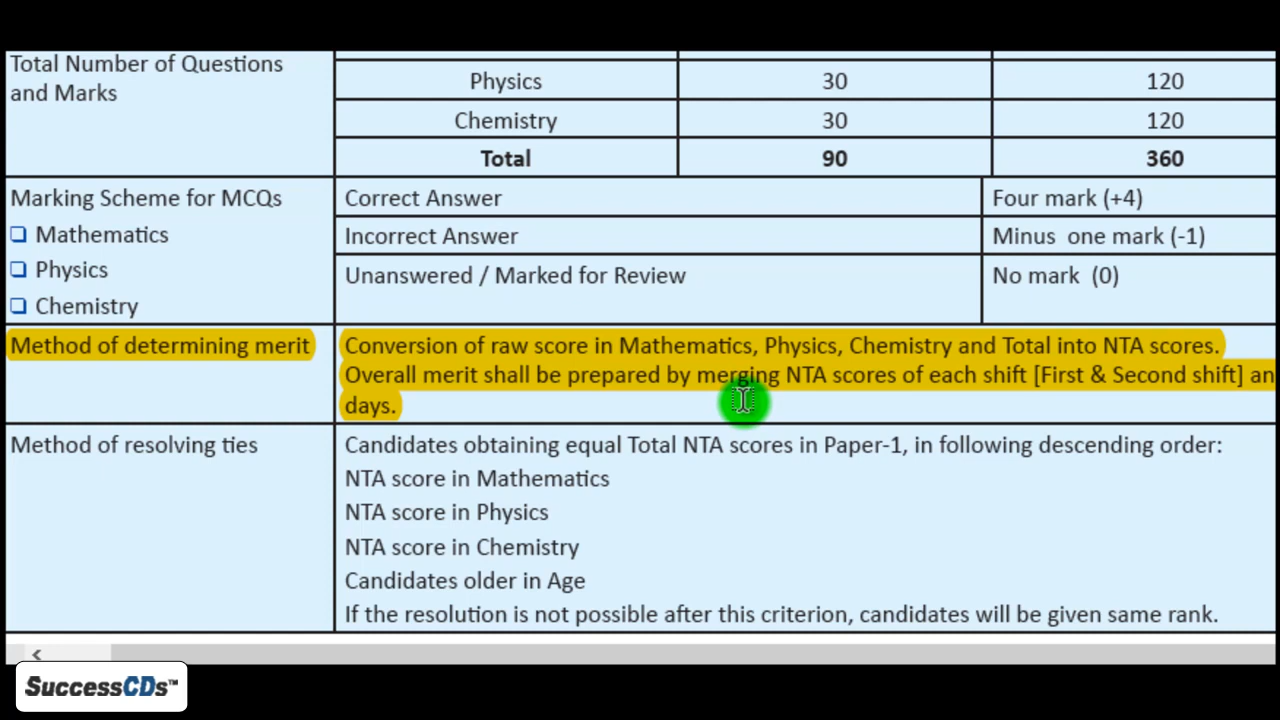 Total Number of Questions
and Marks
Physics 30 120
Chemistry 30 120
Total 90 360
Marking Scheme for MCQs
❑ Mathematics
❑ Physics
❑ Chemistry
Correct Answer Four mark (+4)
Incorrect Answer Minus one mark (-1)
Unanswered / Marked for Review No mark (0)
Method of determining merit
Conversion of raw score in Mathematics, Physics, Chemistry and Total into NTA scores.
Overall merit shall be prepared by merging NTA scores of each shift [First & Second shift] an
days.
Method of resolving ties
Candidates obtaining equal Total NTA scores in Paper-1, in following descending order:
NTA score in Mathematics
NTA score in Physics
NTA score in Chemistry
Candidates older in Age
If the resolution is not possible after this criterion, candidates will be given same rank.
SuccessCDs™